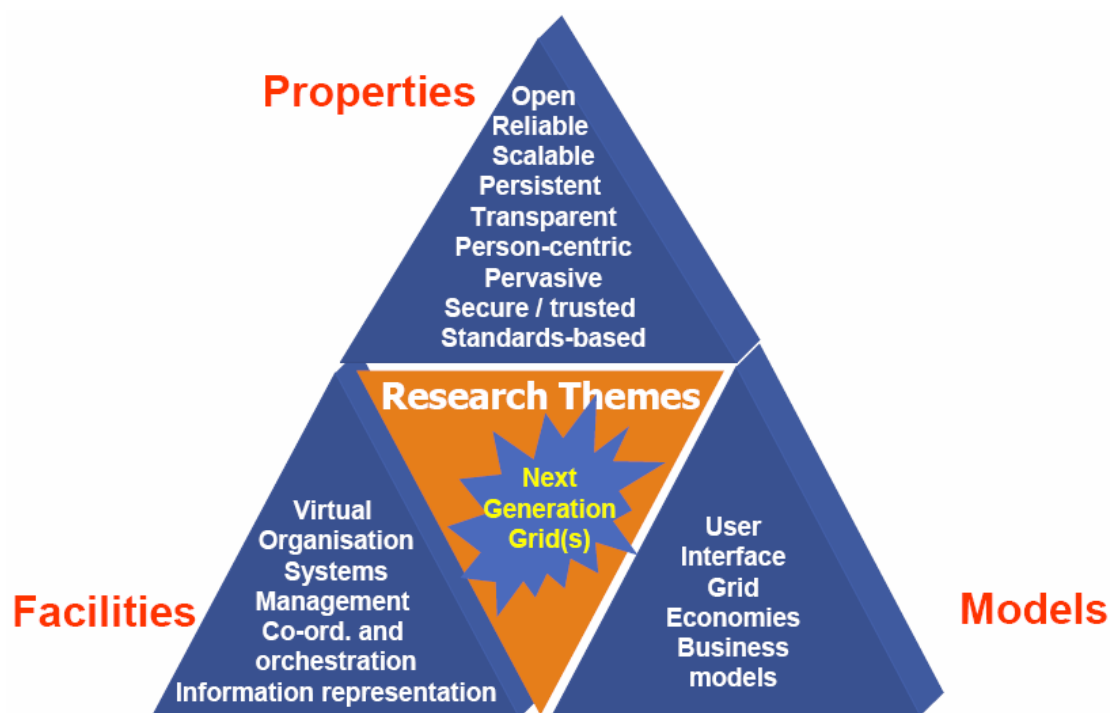 Properties
Open
Reliable
Scalable
Persistent
Transparent
Person-centric
Pervasive
Secure / trusted
Standards-based
Research Themes
Next
Generation
Grid(s)
Facilities
Virtual
Organisation
Systems
Management
Co-ord. and
orchestration
Information representation
User
Interface
Grid
Economies
Business
models
Models